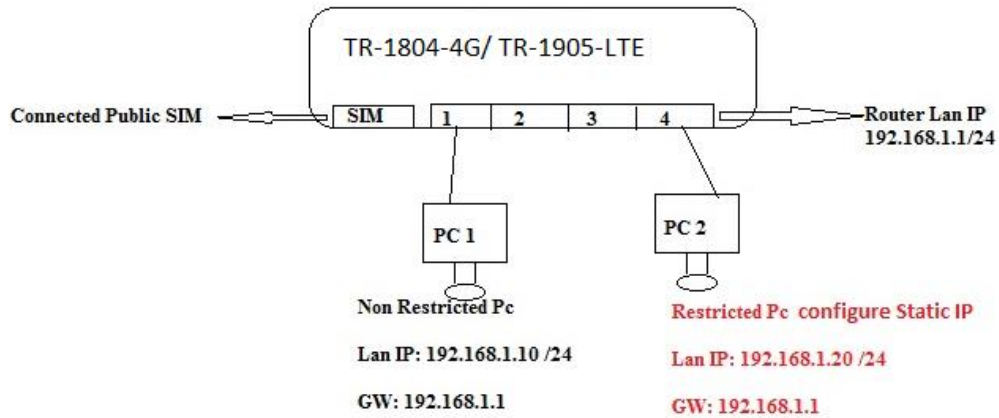 TR-1804-4G/ TR-1905-LTE
Connected Public SIM
SIM 1 2 3 4
Router Lan IP
192.168.1.1/24
PC 1
PC 2
Non Restricted Pc
Lan IP: 192.168.1.10 /24
GW: 192.168.1.1
Restricted Pc configure Static IP
Lan IP: 192.168.1.20 /24
GW: 192.168.1.1